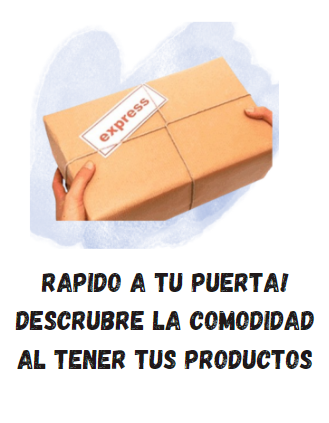 express
RAPIDO A TU PUERTA!
DESCRUBRE LA COMODIDAD
AL TENER TUS PRODUCTOS